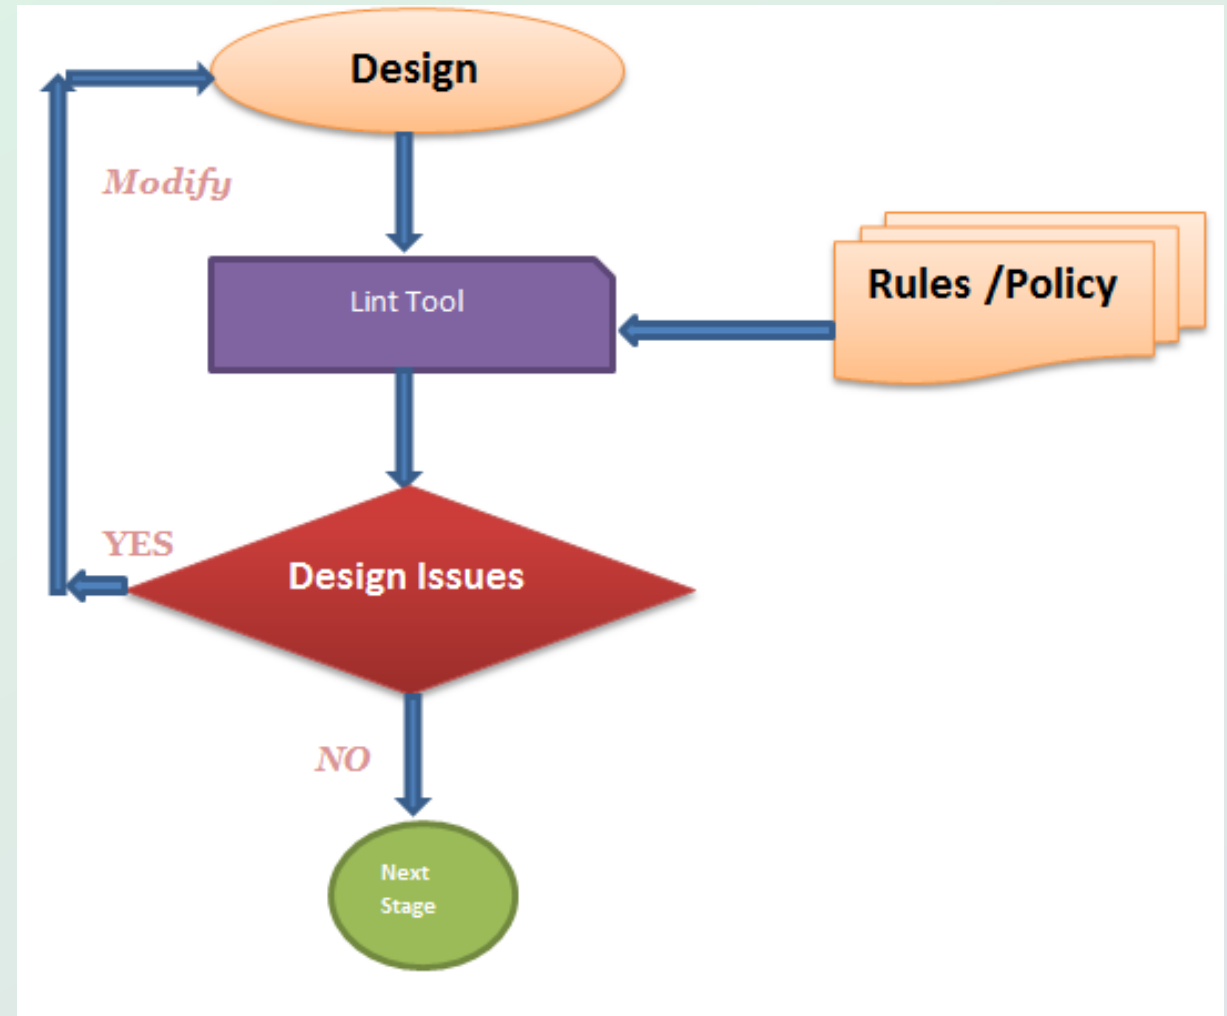 Design
Modify
Lint Tool
Rules /Policy
YES
Design Issues
NO
Next
Stage